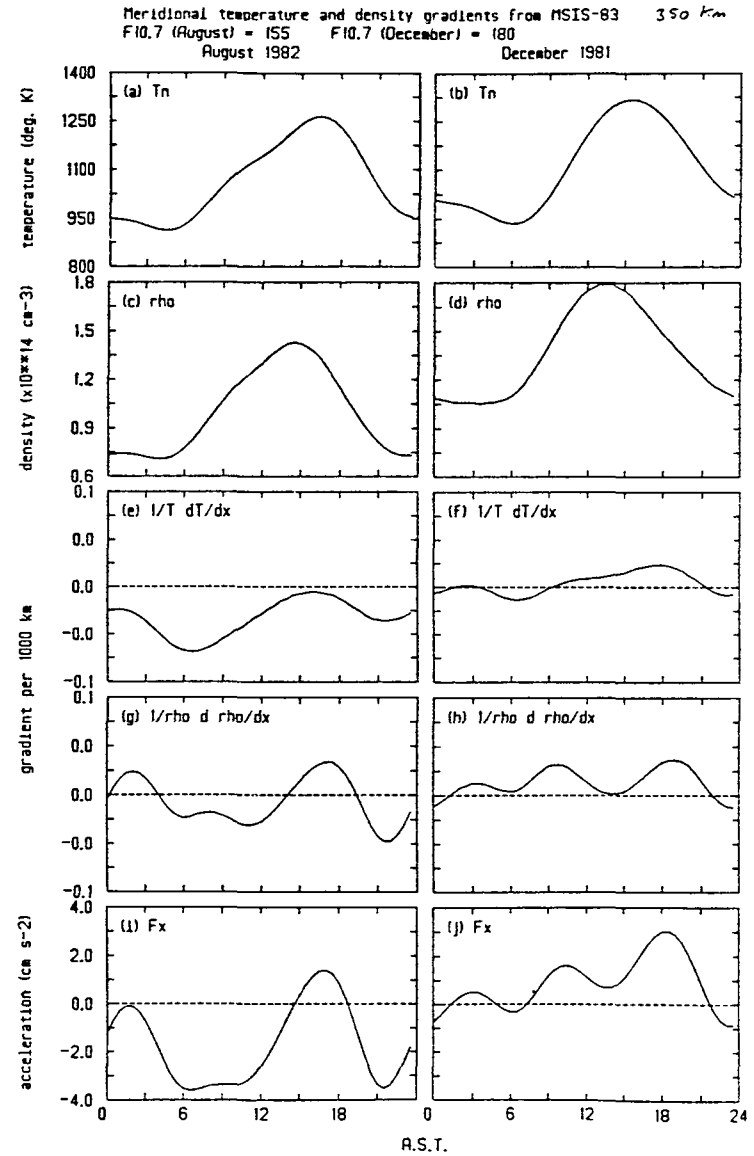 Meridional temperature and density gradients from MSIS-83 350 Km
F10.7 (August) = 155 F10.7 (December) = 180
August 1982 December 1981
temperature (deg. K)
1400
1250
1100
950
800
(a) Tn
(b) Tn
density (x10**14 cm-3)
1.8
1.5
1.2
0.9
0.6
(c) rho
(d) rho
gradient per 1000 km
0.1
0.0
0.0
-0.0
-0.1
(e) 1/T dT/dx
(f) 1/T dT/dx
0.1
0.0
0.0
-0.0
-0.1
(g) 1/rho d rho/dx
(h) 1/rho d rho/dx
acceleration (cm s-2)
4.0
2.0
0.0
-2.0
-4.0
(i) Fx
(j) Fx
0 6 12 18 0 6 12 18 24
A.S.T.